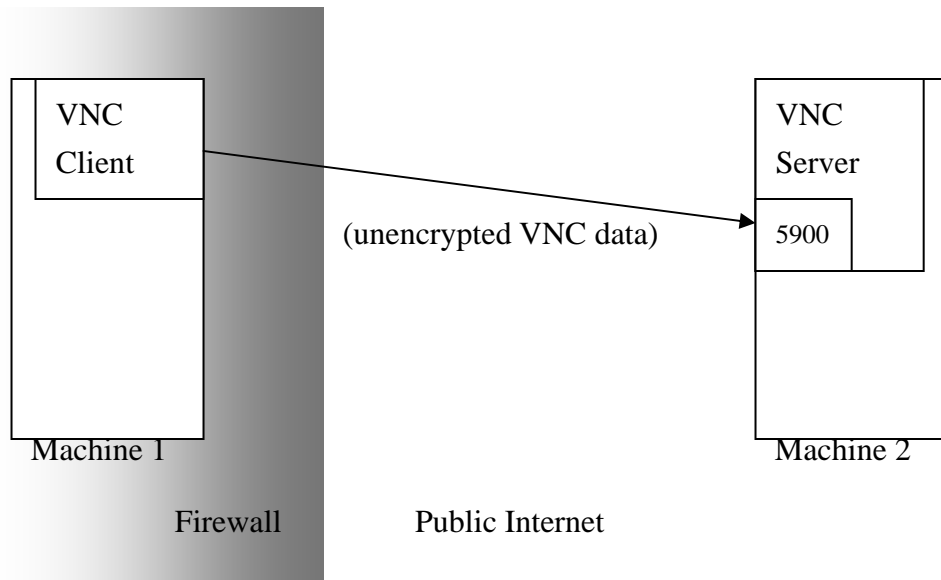 VNC
Client
VNC
Server
(unencrypted VNC data)
5900
Machine 1
Machine 2
Firewall
Public Internet